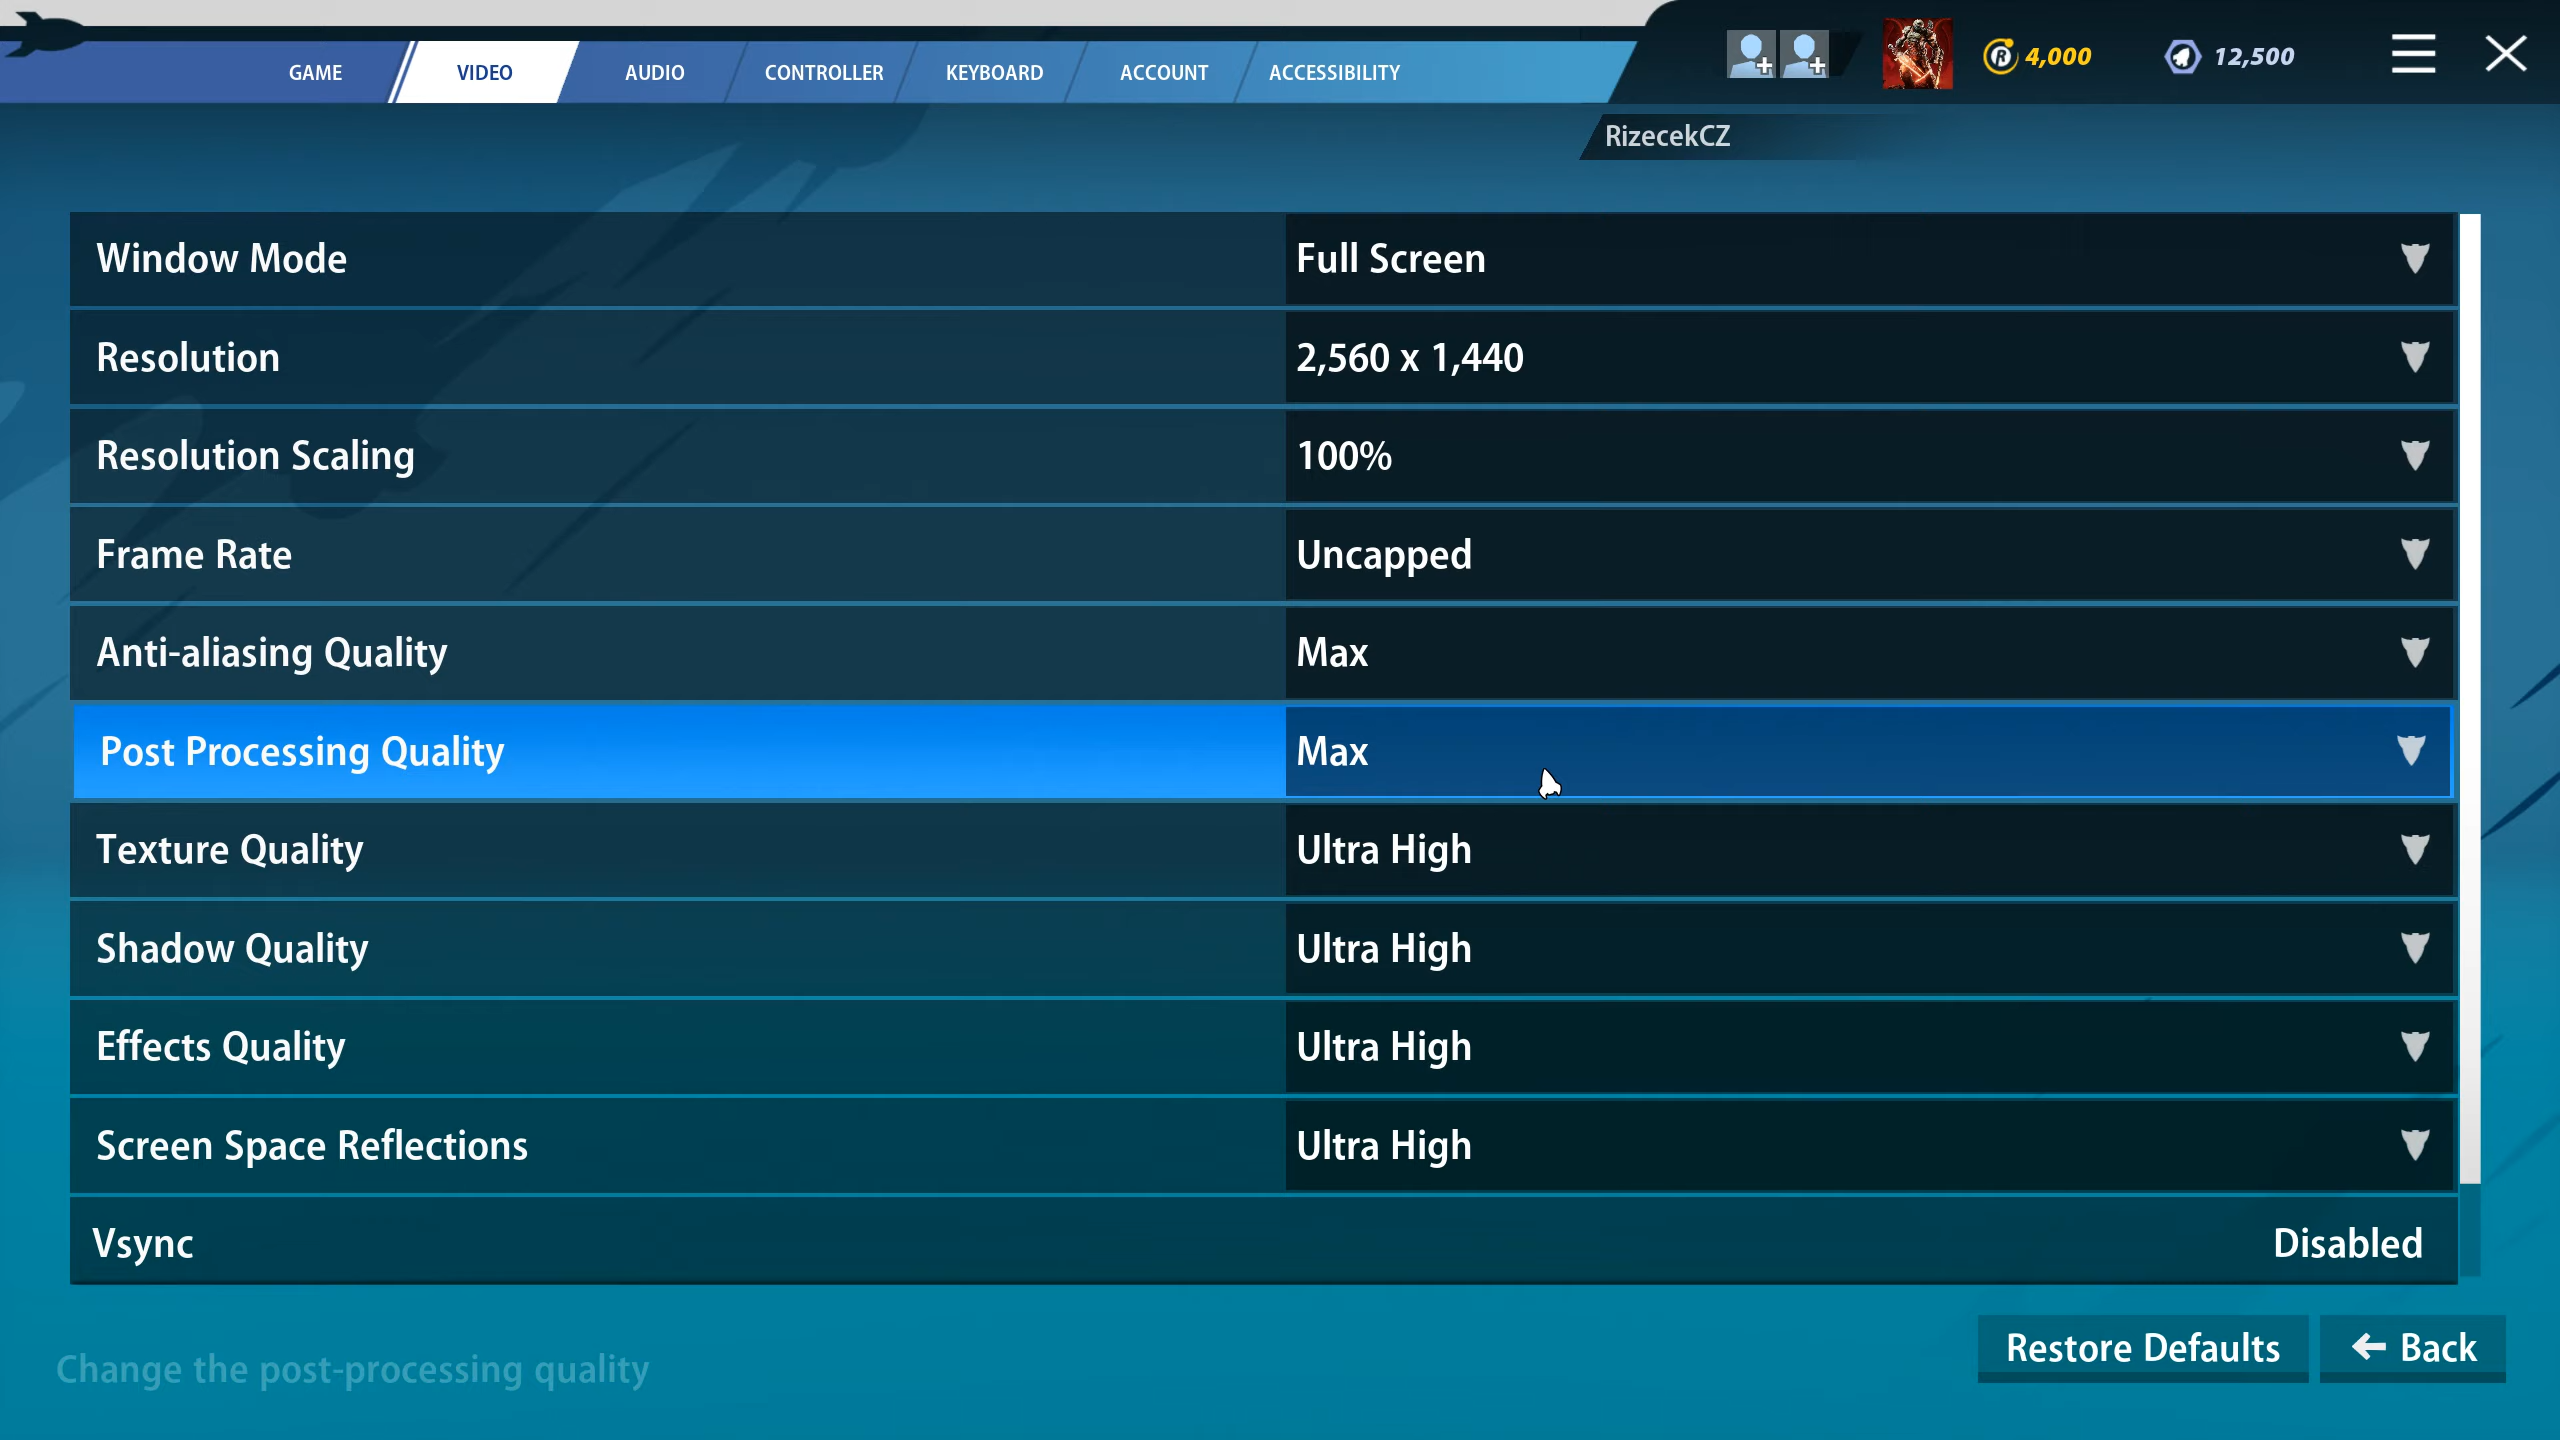 GAME VIDEO AUDIO CONTROLLER KEYBOARD ACCOUNT ACCESSIBILITY 4,000 12,500
RizecekCZ
Window Mode Full Screen
Resolution 2,560 x 1,440
Resolution Scaling 100%
Frame Rate Uncapped
Anti-aliasing Quality Max
Post Processing Quality Max
Texture Quality Ultra High
Shadow Quality Ultra High
Effects Quality Ultra High
Screen Space Reflections Ultra High
Vsync Disabled
Change the post-processing quality Restore Defaults Back